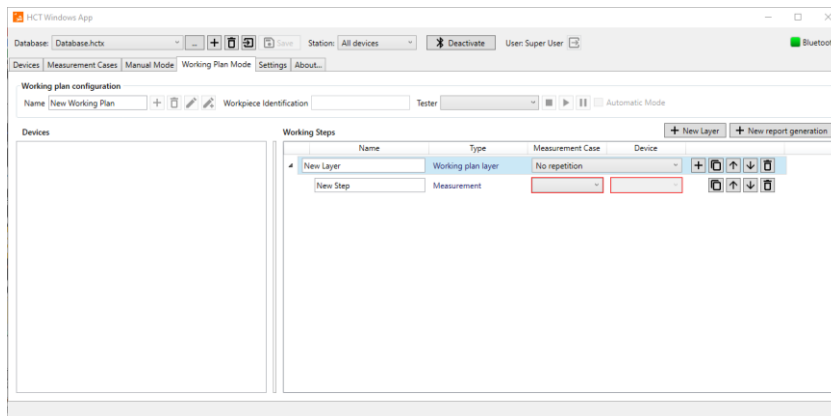 HCT Windows App
Database: Database.hctx ... Save Station: All devices Deactivate User: Super User Bluetoot
Devices Measurement Cases Manual Mode Working Plan Mode Settings About...
Working plan configuration
Name New Working Plan Workpiece Identification Tester Automatic Mode
Devices
Working Steps + New Layer + New report generation
Name Type Measurement Case Device
New Layer Working plan layer No repetition
New Step Measurement